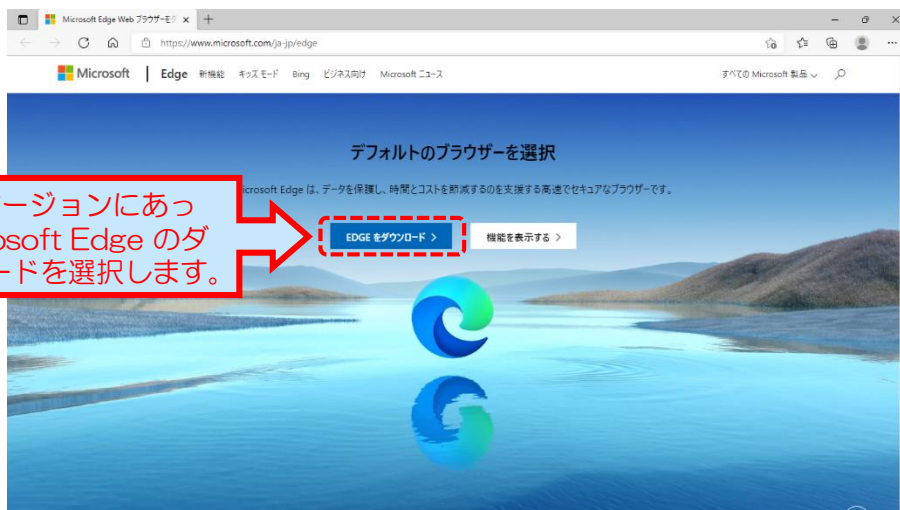 Microsoft Edge Web ブラウザーモダ
https://www.microsoft.com/ja-jp/edge
Microsoft Edge 新機能 キッズ モード Bing ビジネス向け Microsoft ニュース すべての Microsoft 製品
デフォルトのブラウザーを選択
icrosoft Edge は、データを保護し、時間とコストを節減するのを支援する高速でセキュアなブラウザーです。
ージョンにあっ
osoft Edge のダ
ードを選択します。
EDGE をダウンロード 機能を表示する